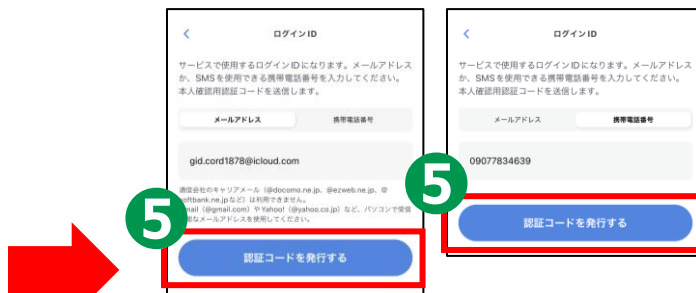 ログインID
サービスで使用するログインIDになります。メールアドレス
か、SMSを使用できる携帯電話番号を入力してください。
本人確認用認証コードを送信します。
メールアドレス
携帯電話番号
gid.cord1878@icloud.com
通信会社のキャリアメール（@docomo.ne.jp、@ezweb.ne.jp、@
oftbank.ne.jpなど）は利用できません。
mail（@gmail.com）やYahoo!（@yahoo.co.jp）など、パソコンで受信
能なメールアドレスを使用してください。
5
認証コードを発行する
ログインID
サービスで使用するログインIDになります。メールアドレス
か、SMSを使用できる携帯電話番号を入力してください。
本人確認用認証コードを送信します。
メールアドレス
携帯電話番号
09077834639
5
認証コードを発行する